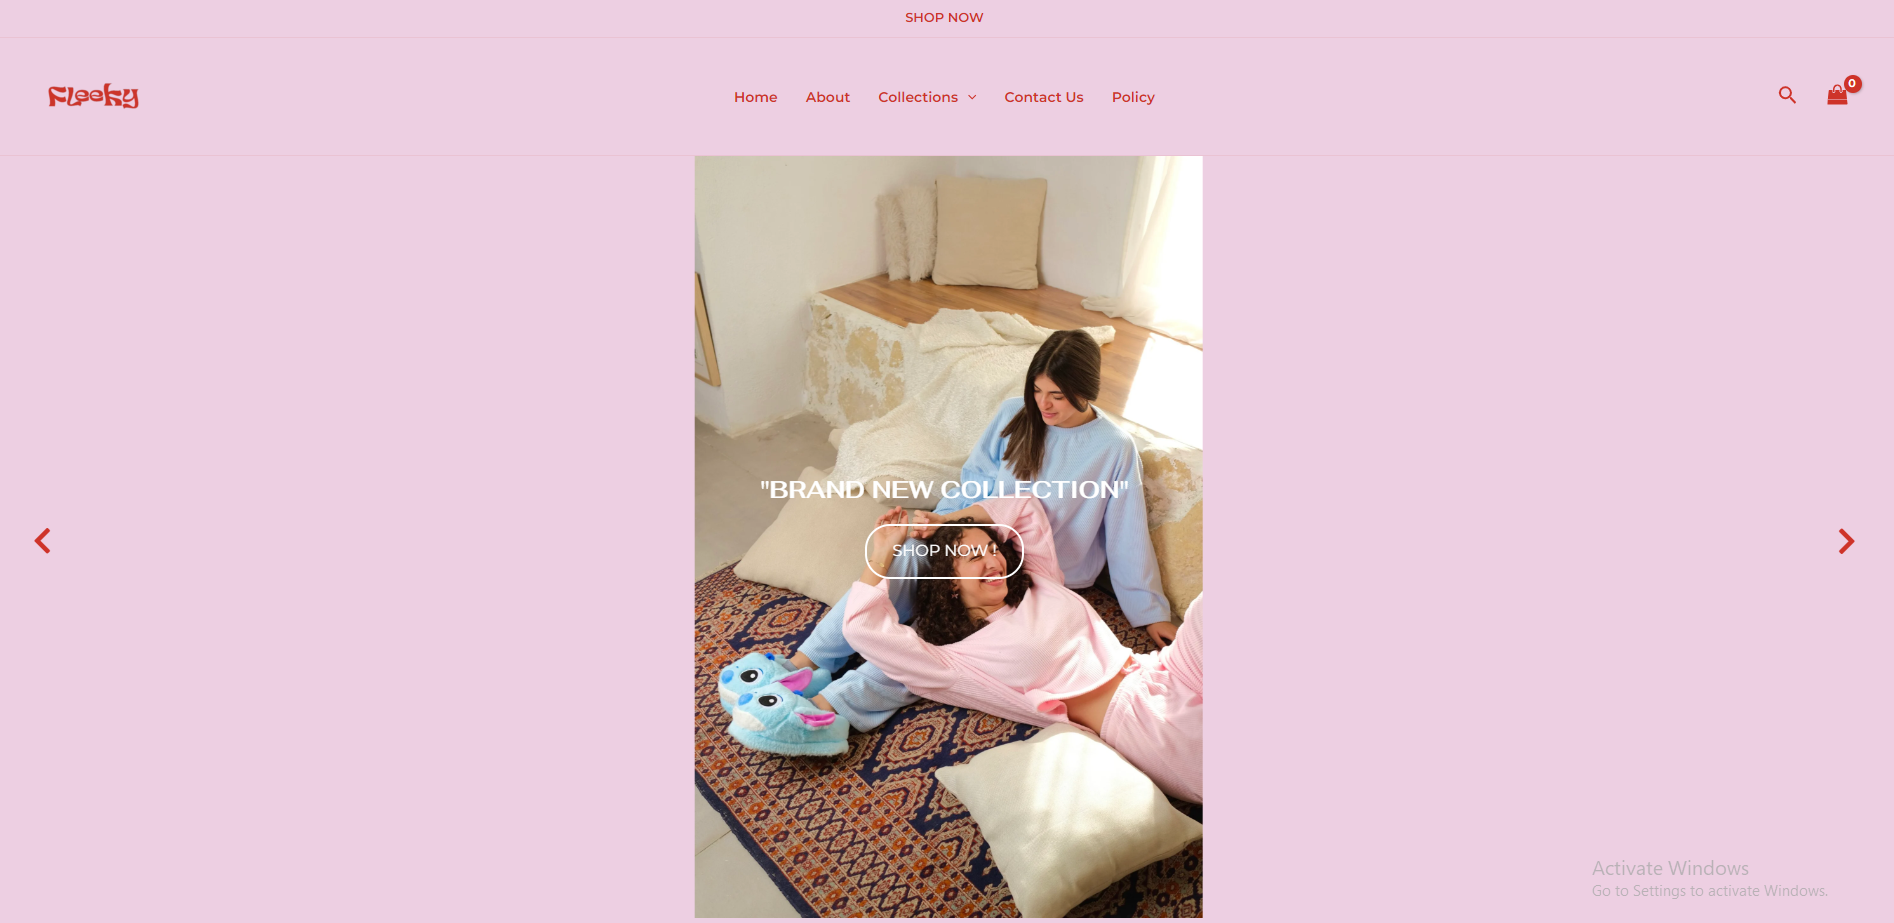 SHOP NOW
Fleeky
Home About Collections Contact Us Policy
0
"BRAND NEW COLLECTION"
SHOP NOW !
Activate Windows
Go to Settings to activate Windows.